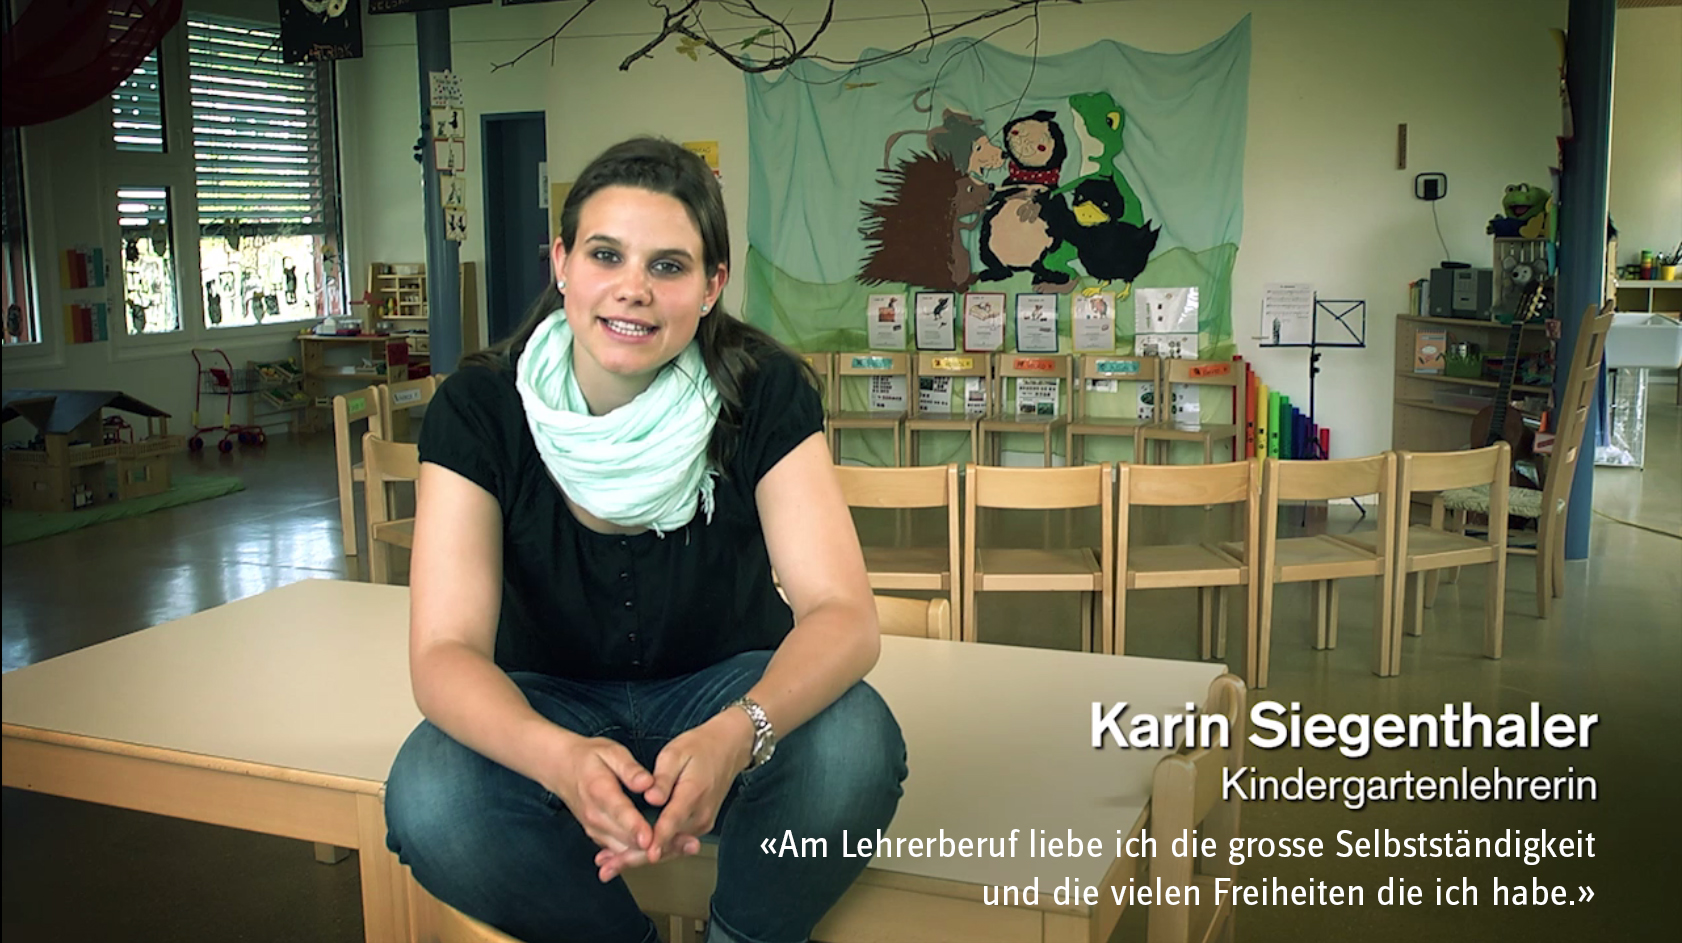 Karin Siegenthaler
Kindergartenlehrerin
«Am Lehrerberuf liebe ich die grosse Selbstständigkeit
und die vielen Freiheiten die ich habe.»